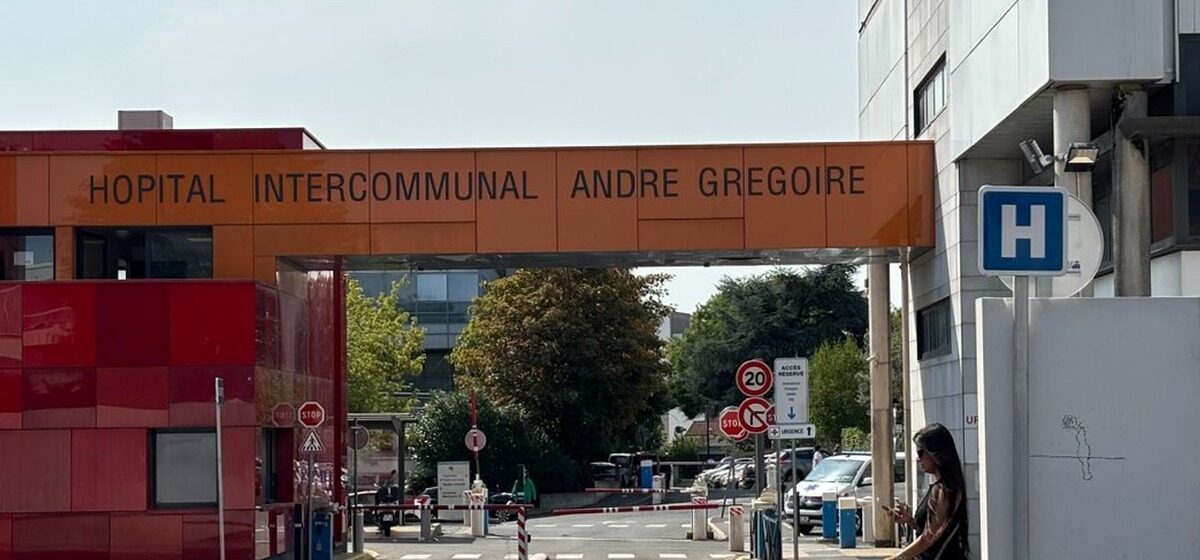 HOPITAL INTERCOMMUNAL ANDRE GREGOIRE
H
20
ACCÈS
RÉSERVÉ
STOP
STOP
URGENCE